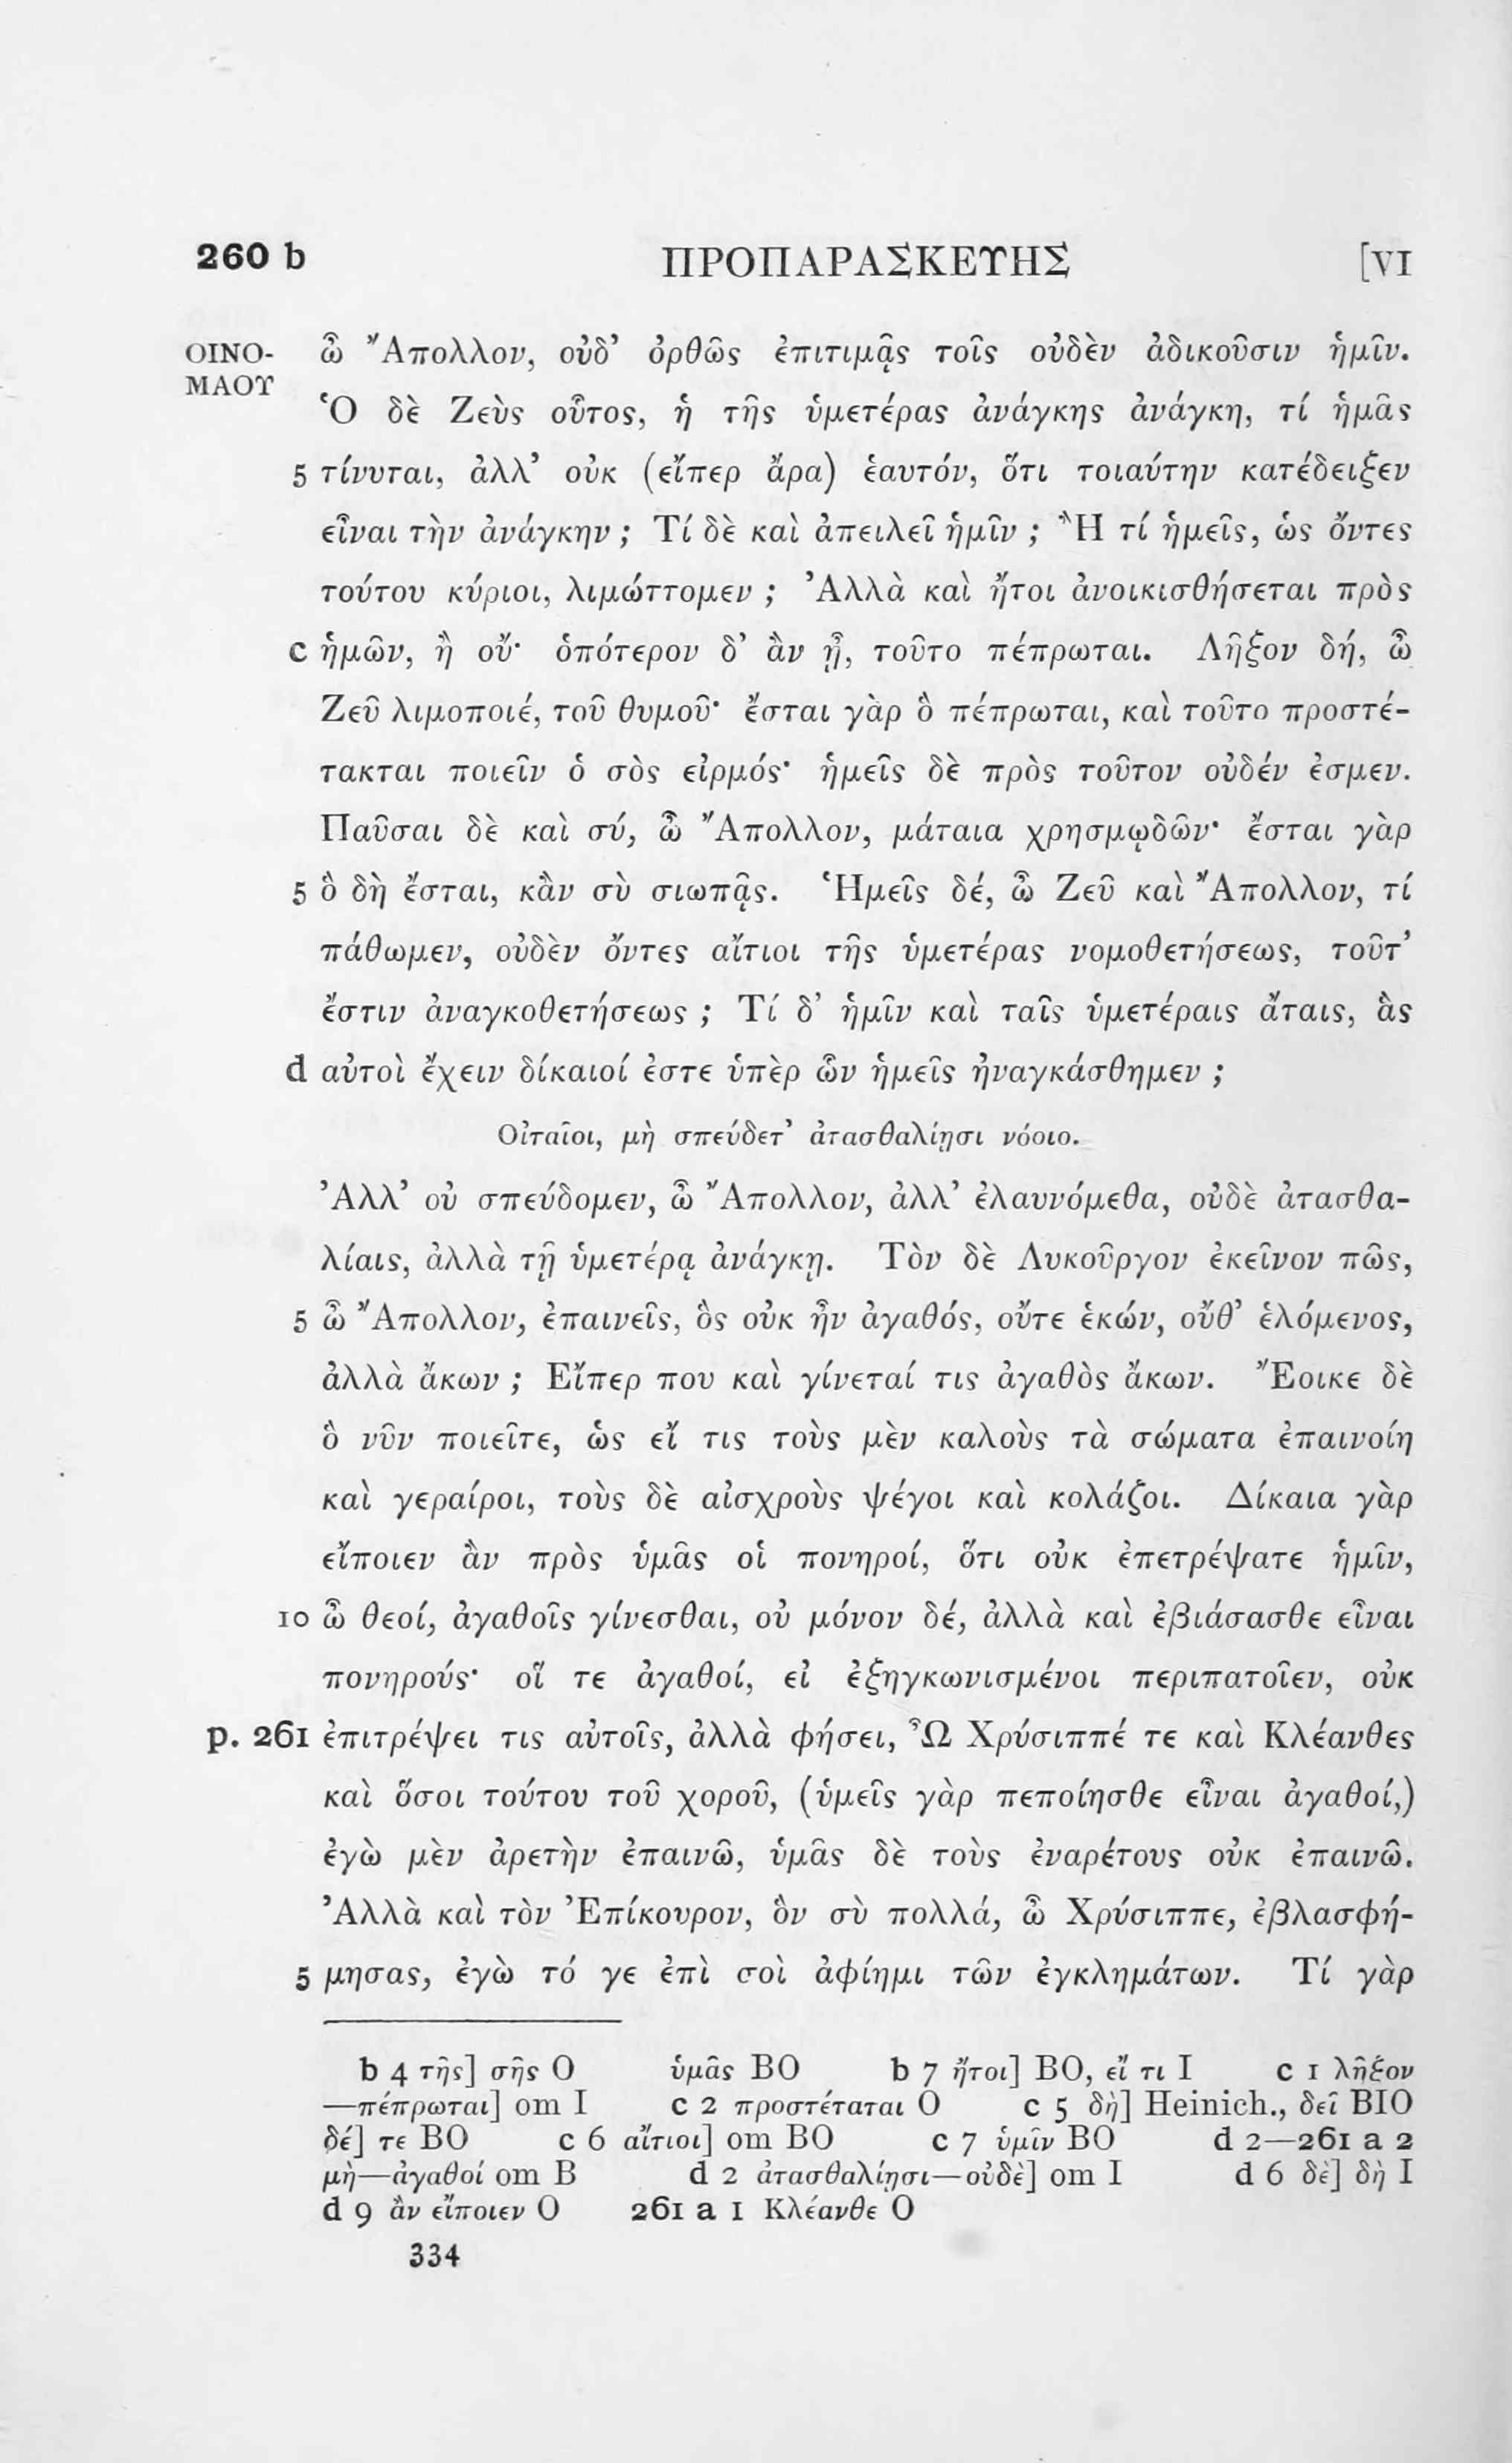 260 b ΠΡΟΠΑΡΑΣΚΕΥΗΣ [VI
ΟΙΝΟ- ὦ Ἄπολλον, οὐδ’ ὀρθῶς ἐπιτιμᾷς τοῖς οὐδὲν ἀδικοῦσιν ἡμῖν.
ΜΑΟΥ
Ὁ δὲ Ζεὺς οὗτος, ἡ τῆς ὑμετέρας ἀνάγκης ἀνάγκη, τί ἡμᾶς
5 τίνυται, ἀλλ’ οὐκ (εἴπερ ἄρα) ἑαυτόν, ὅτι τοιαύτην κατέδειξεν
εἶναι τὴν ἀνάγκην ; Τί δὲ καὶ ἀπειλεῖ ἡμῖν ; Ἢ τί ἡμεῖς, ὡς ὄντες
τούτου κύριοι, λιμώττομεν ; Ἀλλὰ καὶ ἤτοι ἀνοικισθήσεται πρὸς
c ἡμῶν, ἢ οὔ· ὁπότερον δ’ ἂν ᾖ, τοῦτο πέπρωται. Λῆξον δή, ὦ
Ζεῦ λιμοποιέ, τοῦ θυμοῦ· ἔσται γὰρ ὃ πέπρωται, καὶ τοῦτο προστέ-
τακται ποιεῖν ὁ σὸς εἱρμός· ἡμεῖς δὲ πρὸς τοῦτον οὐδέν ἐσμεν.
Παῦσαι δὲ καὶ σύ, ὦ Ἄπολλον, μάταια χρησμῳδῶν· ἔσται γὰρ
5 ὃ δὴ ἔσται, κἂν σὺ σιωπᾷς. Ἡμεῖς δέ, ὦ Ζεῦ καὶ Ἄπολλον, τί
πάθωμεν, οὐδὲν ὄντες αἴτιοι τῆς ὑμετέρας νομοθετήσεως, τοῦτ’
ἔστιν ἀναγκοθετήσεως ; Τί δ’ ἡμῖν καὶ ταῖς ὑμετέραις ἄταις, ἃς
d αὐτοὶ ἔχειν δίκαιοί ἐστε ὑπὲρ ὧν ἡμεῖς ἠναγκάσθημεν ;
Οἰταῖοι, μὴ σπεύδετ’ ἀτασθαλίῃσι νόοιο.
Ἀλλ’ οὐ σπεύδομεν, ὦ Ἄπολλον, ἀλλ’ ἐλαυνόμεθα, οὐδὲ ἀτασθα-
λίαις, ἀλλὰ τῇ ὑμετέρᾳ ἀνάγκῃ. Τὸν δὲ Λυκοῦργον ἐκεῖνον πῶς,
5 ὦ Ἄπολλον, ἐπαινεῖς, ὃς οὐκ ἦν ἀγαθός, οὔτε ἑκών, οὔθ’ ἑλόμενος,
ἀλλὰ ἄκων ; Εἴπερ που καὶ γίνεταί τις ἀγαθὸς ἄκων. Ἔοικε δὲ
ὃ νῦν ποιεῖτε, ὡς εἴ τις τοὺς μὲν καλοὺς τὰ σώματα ἐπαινοίη
καὶ γεραίροι, τοὺς δὲ αἰσχροὺς ψέγοι καὶ κολάζοι. Δίκαια γὰρ
εἴποιεν ἂν πρὸς ὑμᾶς οἱ πονηροί, ὅτι οὐκ ἐπετρέψατε ἡμῖν,
10 ὦ θεοί, ἀγαθοῖς γίνεσθαι, οὐ μόνον δέ, ἀλλὰ καὶ ἐβιάσασθε εἶναι
πονηρούς· οἵ τε ἀγαθοί, εἰ ἐξηγκωνισμένοι περιπατοῖεν, οὐκ
p. 261 ἐπιτρέψει τις αὐτοῖς, ἀλλὰ φήσει, Ὦ Χρύσιππέ τε καὶ Κλέανθες
καὶ ὅσοι τούτου τοῦ χοροῦ, (ὑμεῖς γὰρ πεποίησθε εἶναι ἀγαθοί,)
ἐγὼ μὲν ἀρετὴν ἐπαινῶ, ὑμᾶς δὲ τοὺς ἐναρέτους οὐκ ἐπαινῶ.
Ἀλλὰ καὶ τὸν Ἐπίκουρον, ὃν σὺ πολλά, ὦ Χρύσιππε, ἐβλασφή-
5 μησας, ἐγὼ τό γε ἐπὶ σοὶ ἀφίημι τῶν ἐγκλημάτων. Τί γὰρ
b 4 τῆς] σῆς O ὑμᾶς BO b 7 ἤτοι] BO, εἴ τι I c 1 λῆξον
—πέπρωται] om I c 2 προστέταται O c 5 δὴ] Heinich., δεῖ BIO
δέ] τε BO c 6 αἴτιοι] om BO c 7 ὑμῖν BO d 2—261 a 2
μὴ—ἀγαθοί om B d 2 ἀτασθαλίῃσι—οὐδὲ] om I d 6 δὲ] δὴ I
d 9 ἂν εἴποιεν O 261 a 1 Κλέανθε O
334